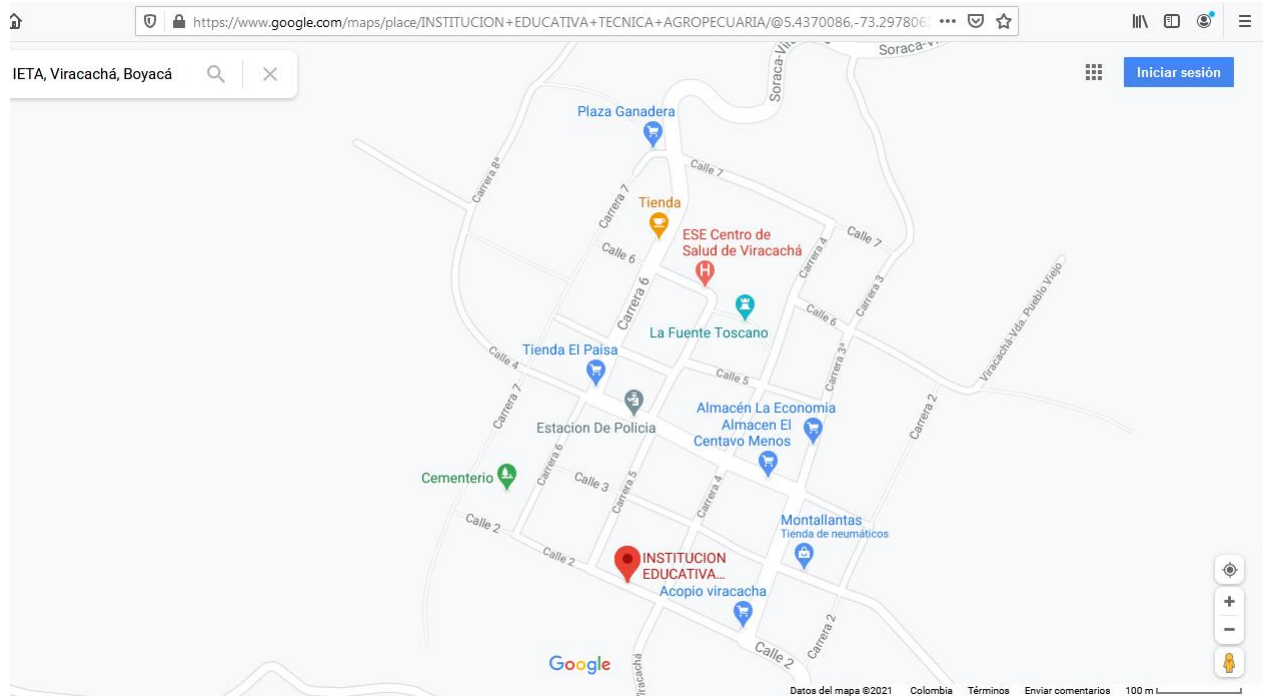 https://www.google.com/maps/place/INSTITUCION+EDUCATIVA+TECNICA+AGROPECUARIA/@5.4370086,-73.2978062
IETA, Viracachá, Boyacá
Iniciar sesión
Soraca-Vi
Soraca-Vi
Plaza Ganadera
Carrera 8ª
Calle 7
Carrera 7
Tienda
ESE Centro de
Salud de Viracachá
Calle 7
Calle 6
Carrera 4
Viracachá-Vda. Pueblo Viejo
Carrera 6
Carrera 3
La Fuente Toscano
Calle 6
Tienda El Paisa
Calle 4
Calle 5
Carrera 3ª
Carrera 7
Almacén La Economia
Almacen El
Centavo Menos
Carrera 2
Estacion De Policia
Cementerio
Carrera 6
Calle 3
Carrera 5
Carrera 4
Calle 2
Montallantas
Tienda de neumáticos
Calle 2
INSTITUCION
EDUCATIVA...
Acopio viracacha
Carrera 2
Calle 2
Google
Datos del mapa ©2021 Colombia Términos Enviar comentarios 100 m